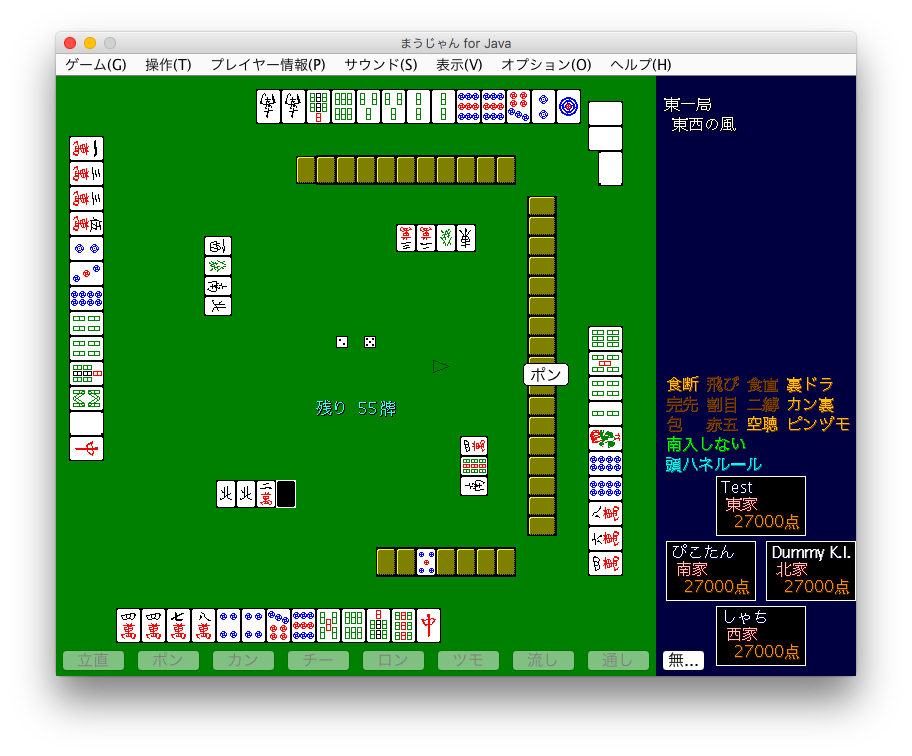 まうじゃん for Java
ゲーム(G) 操作(T) プレイヤー情報(P) サウンド(S) 表示(V) オプション(O) ヘルプ(H)
東一局
東西の風
ポン
残り 55牌
食断 飛び 食直 裏ドラ
完先 割目 二縛 カン裏
包 赤五 空聴 ピンヅモ
南入しない
頭ハネルール
Test
東家
27000点
ぴこたん
南家
27000点
Dummy K.I.
北家
27000点
しゃち
西家
27000点
立直 ポン カン チー ロン ツモ 流し 通し 無...